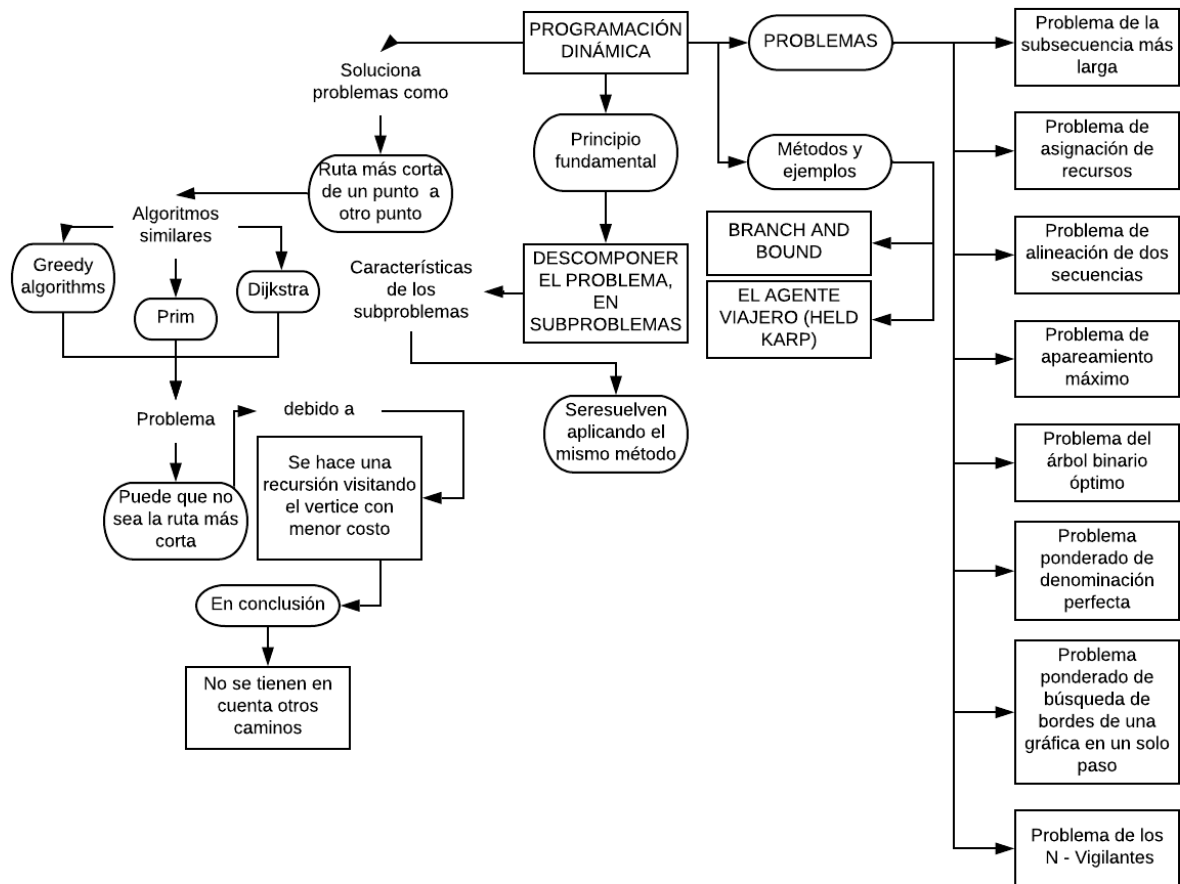 PROGRAMACIÓN
DINÁMICA
PROBLEMAS
Problema de la
subsecuencia más
larga
Soluciona
problemas como
Principio
fundamental
Métodos y
ejemplos
Problema de
asignación de
recursos
Ruta más corta
de un punto a
otro punto
Algoritmos
similares
Greedy
algorithms
Prim
Dijkstra
Características
de los
subproblemas
DESCOMPONER
EL PROBLEMA,
EN
SUBPROBLEMAS
BRANCH AND
BOUND
EL AGENTE
VIAJERO (HELD
KARP)
Problema de
alineación de dos
secuencias
Problema de
apareamiento
máximo
Problema
debido a
Seresuelven
aplicando el
mismo método
Problema del
árbol binario
óptimo
Puede que no
sea la ruta más
corta
Se hace una
recursión visitando
el vertice con
menor costo
Problema
ponderado de
denominación
perfecta
En conclusión
No se tienen en
cuenta otros
caminos
Problema
ponderado de
búsqueda de
bordes de una
gráfica en un solo
paso
Problema de los
N - Vigilantes